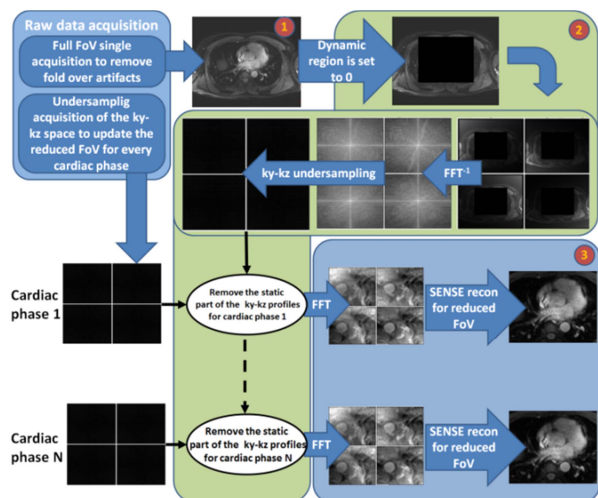 Raw data acquisition
Full FoV single
acquisition to remove
fold over artifacts
Undersamplig
acquisition of the ky-
kz space to update the
reduced FoV for every
cardiac phase
1
Dynamic
region is set
to 0
2
ky-kz undersampling
FFT-1
3
Cardiac
phase 1
Remove the static
part of the ky-kz profiles
for cardiac phase 1
FFT
SENSE recon
for reduced
FoV
Cardiac
phase N
Remove the static
part of the ky-kz profiles
for cardiac phase N
FFT
SENSE recon
for reduced
FoV